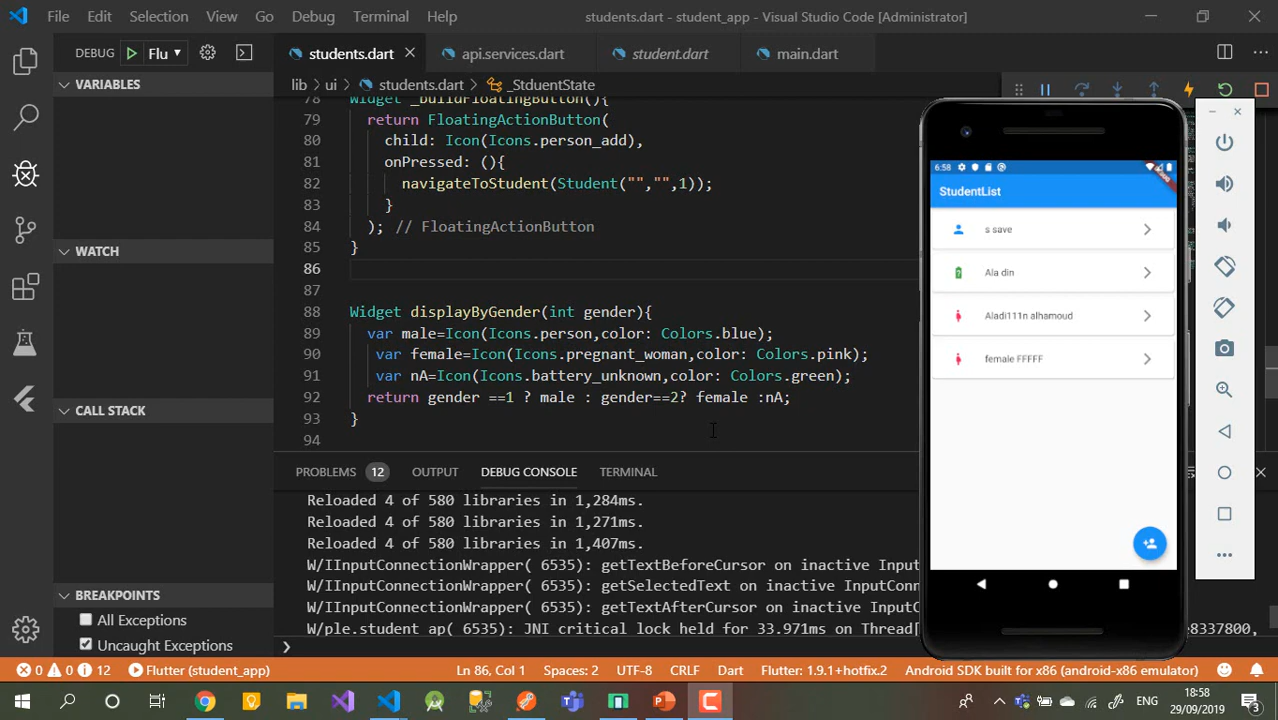 File Edit Selection View Go Debug Terminal Help students.dart - student_app - Visual Studio Code [Administrator]
DEBUG Flu students.dart api.services.dart student.dart main.dart
VARIABLES
lib ui students.dart _StduentState
78 Widget _buildFloatingButton(){
79 return FloatingActionButton(
80 child: Icon(Icons.person_add),
81 onPressed: (){
82 navigateToStudent(Student("","",1));
83 }
84 ); // FloatingActionButton
85 }
86
87
88 Widget displayByGender(int gender){
89 var male=Icon(Icons.person,color: Colors.blue);
90 var female=Icon(Icons.pregnant_woman,color: Colors.pink);
91 var nA=Icon(Icons.battery_unknown,color: Colors.green);
92 return gender ==1 ? male : gender==2? female :nA;
93 }
94
WATCH
CALL STACK
BREAKPOINTS
All Exceptions
Uncaught Exceptions
PROBLEMS 12 OUTPUT DEBUG CONSOLE TERMINAL
Reloaded 4 of 580 libraries in 1,284ms.
Reloaded 4 of 580 libraries in 1,271ms.
Reloaded 4 of 580 libraries in 1,407ms.
W/IInputConnectionWrapper( 6535): getTextBeforeCursor on inactive InputCo
W/IInputConnectionWrapper( 6535): getSelectedText on inactive InputConn
W/IInputConnectionWrapper( 6535): getTextAfterCursor on inactive InputC
W/ple.student_ap( 6535): JNI critical lock held for 33.971ms on Thread[ e8337800,
6:58
StudentList
s save
Ala din
Aladi111n alhamoud
female FFFFF
0 0 12 Flutter (student_app) Ln 86, Col 1 Spaces: 2 UTF-8 CRLF Dart Flutter: 1.9.1+hotfix.2 Android SDK built for x86 (android-x86 emulator)
ENG 18:58
29/09/2019 3